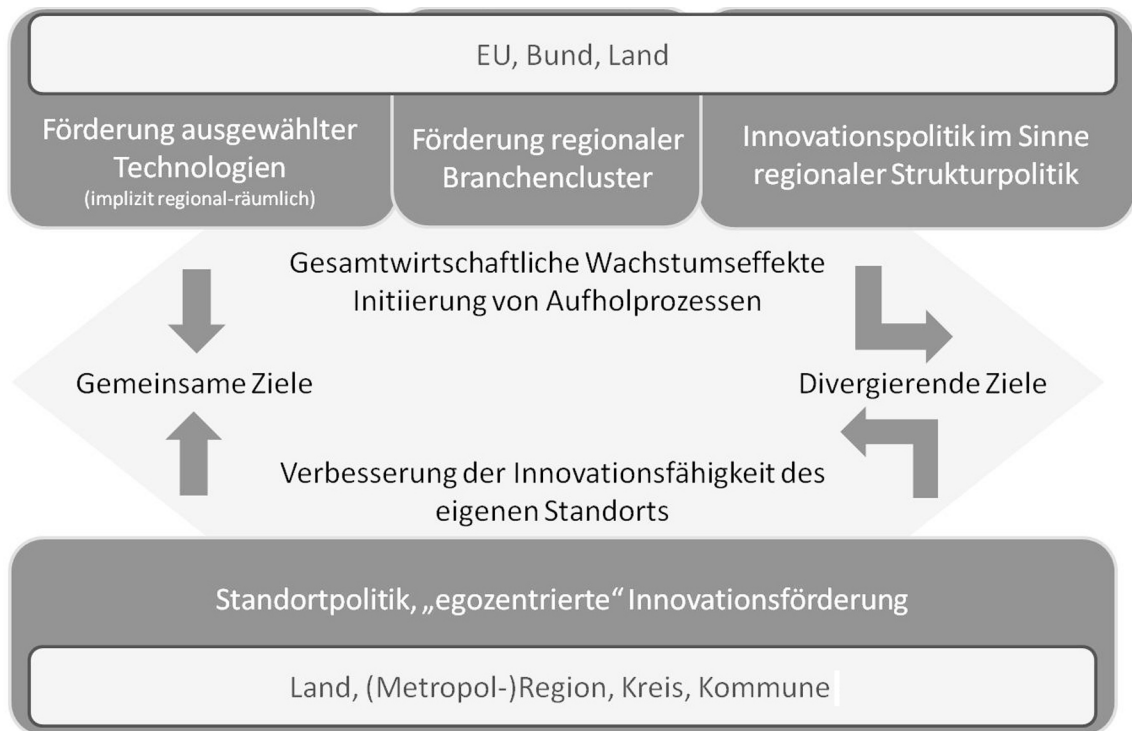 EU, Bund, Land
Förderung ausgewählter
Technologien
(implizit regional-räumlich)
Förderung regionaler
Branchencluster
Innovationspolitik im Sinne
regionaler Strukturpolitik
Gesamtwirtschaftliche Wachstumseffekte
Initiierung von Aufholprozessen
Gemeinsame Ziele
Divergierende Ziele
Verbesserung der Innovationsfähigkeit des
eigenen Standorts
Standortpolitik, „egozentrierte“ Innovationsförderung
Land, (Metropol-)Region, Kreis, Kommune